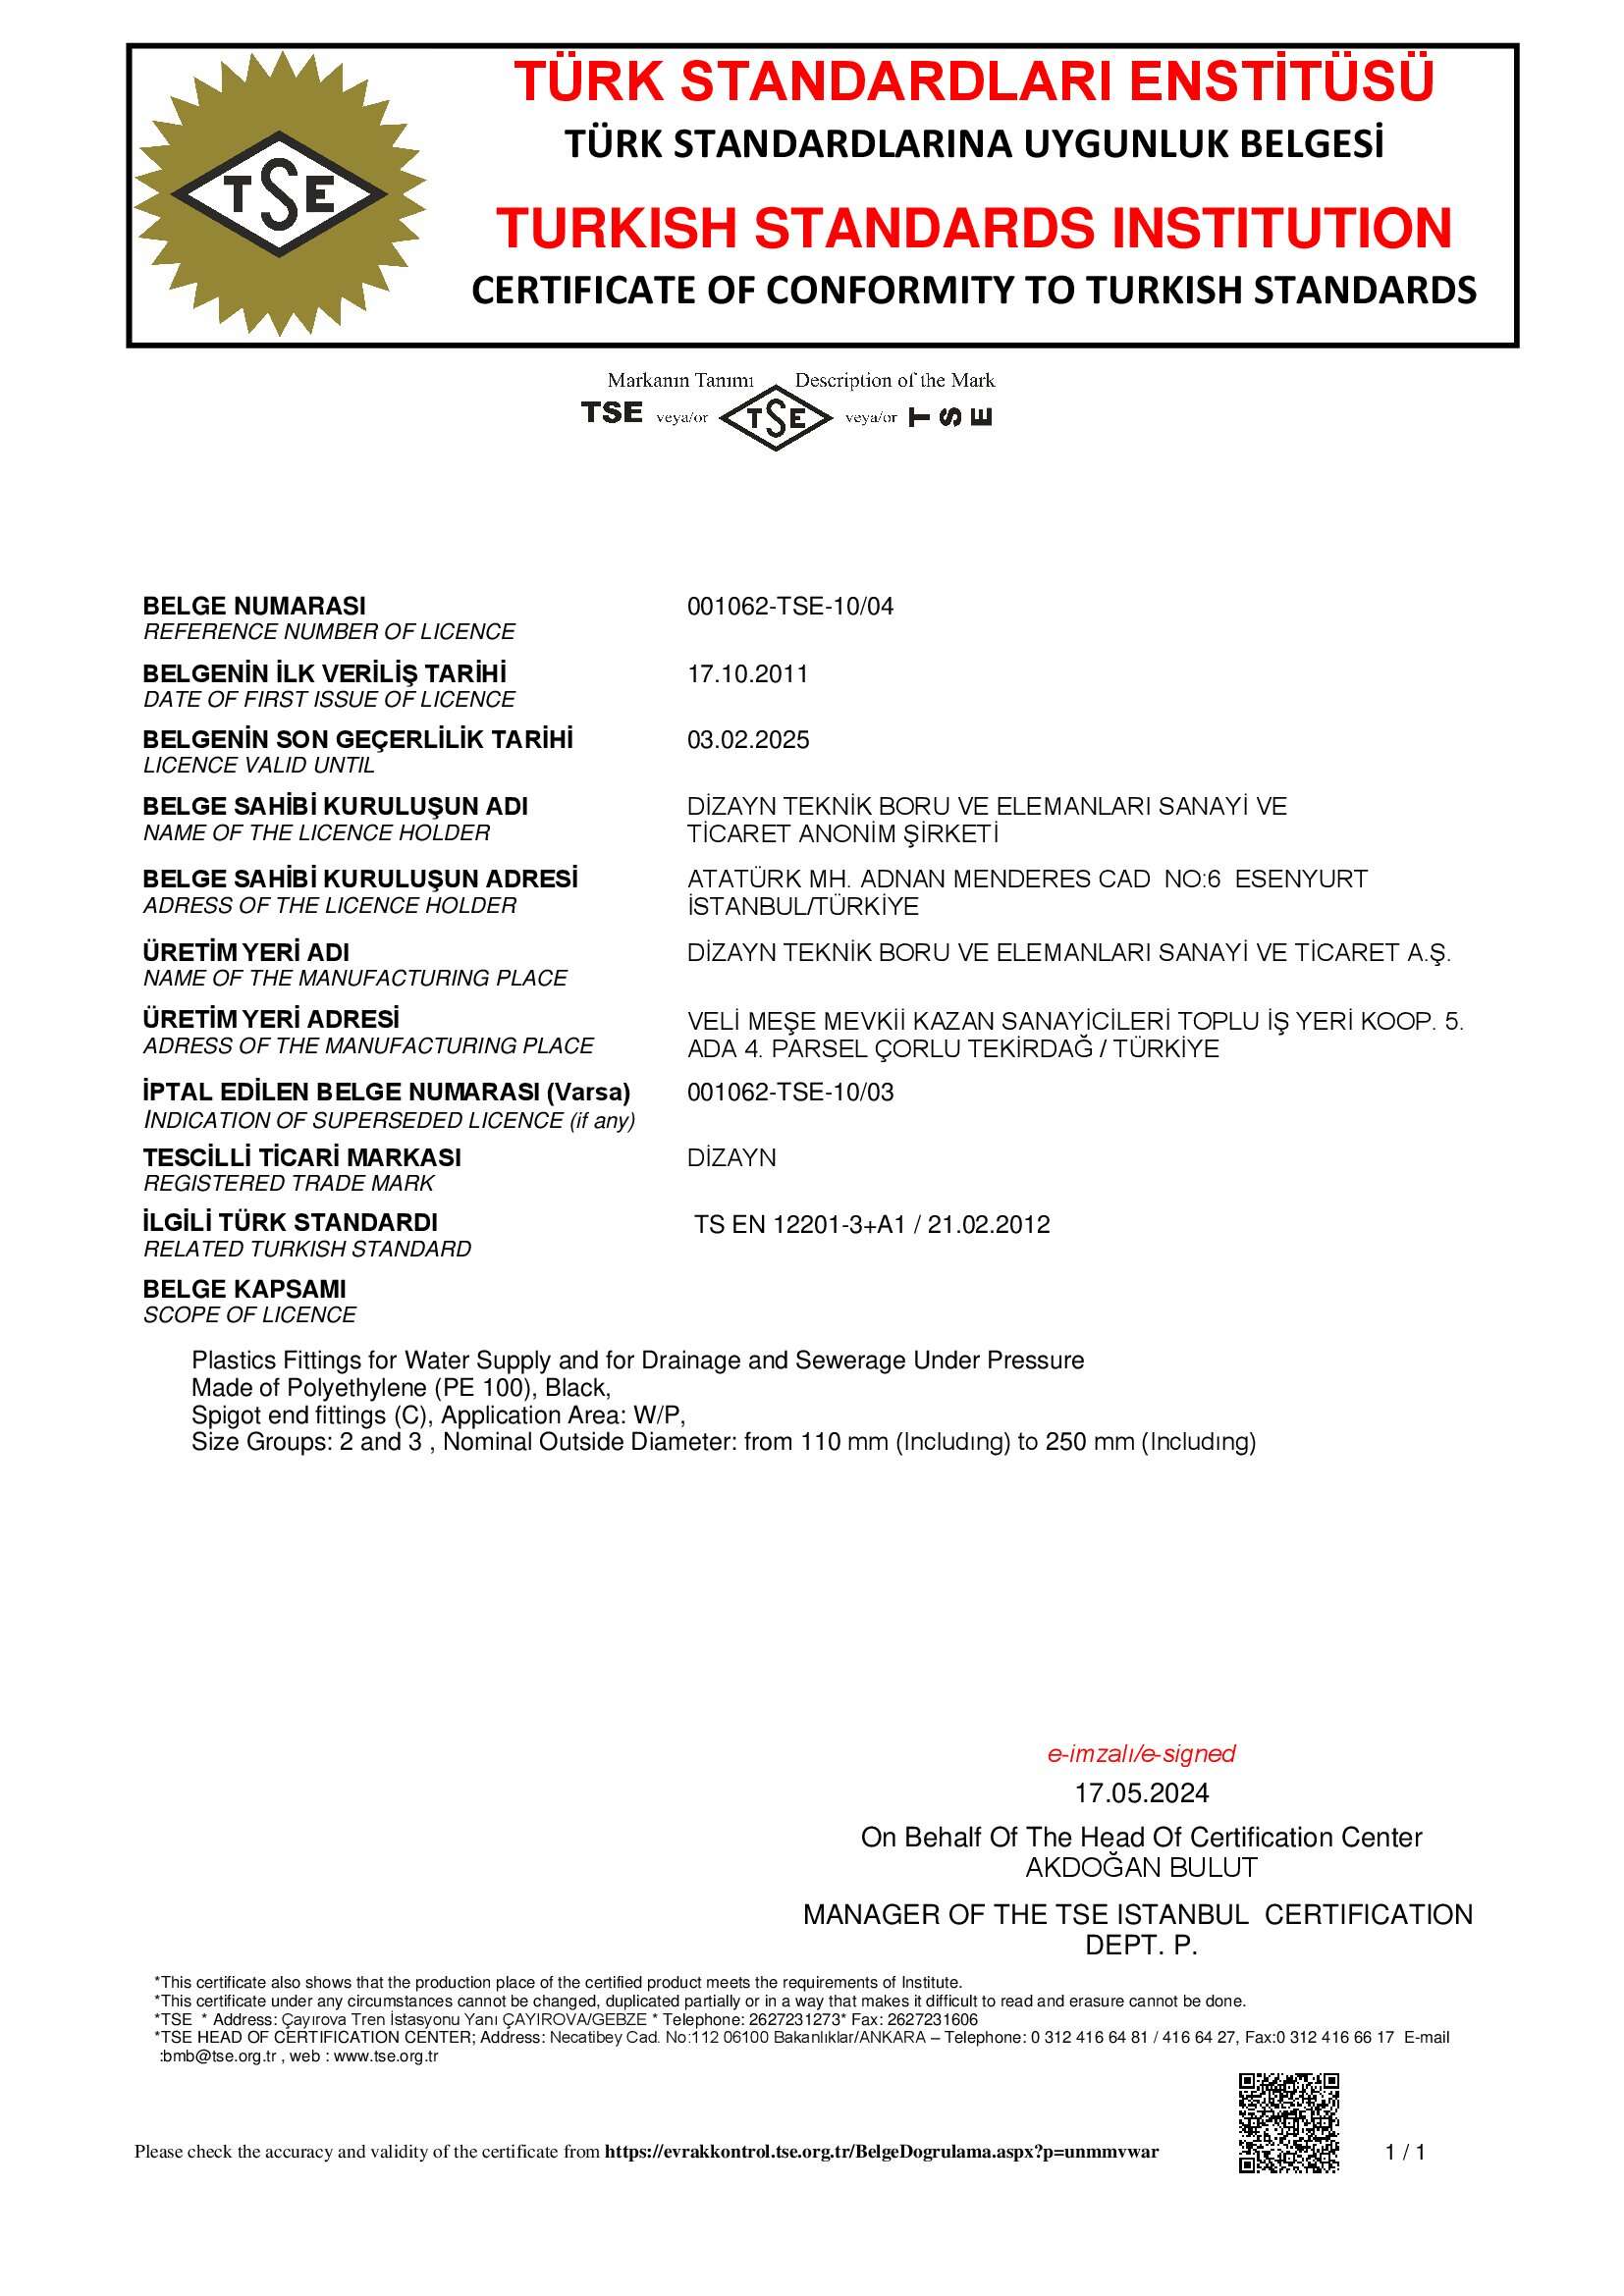 TÜRK STANDARDLARI ENSTİTÜSÜ
TÜRK STANDARDLARINA UYGUNLUK BELGESİ
TURKISH STANDARDS INSTITUTION
CERTIFICATE OF CONFORMITY TO TURKISH STANDARDS
TSE
Markanın Tanımı Description of the Mark
TSE veya/or TSE veya/or TSE
BELGE NUMARASI 001062-TSE-10/04
REFERENCE NUMBER OF LICENCE
BELGENİN İLK VERİLİŞ TARİHİ 17.10.2011
DATE OF FIRST ISSUE OF LICENCE
BELGENİN SON GEÇERLİLİK TARİHİ 03.02.2025
LICENCE VALID UNTIL
BELGE SAHİBİ KURULUŞUN ADI DİZAYN TEKNİK BORU VE ELEMANLARI SANAYİ VE
NAME OF THE LICENCE HOLDER TİCARET ANONİM ŞİRKETİ
BELGE SAHİBİ KURULUŞUN ADRESİ ATATÜRK MH. ADNAN MENDERES CAD NO:6 ESENYURT
ADRESS OF THE LICENCE HOLDER İSTANBUL/TÜRKİYE
ÜRETİM YERİ ADI DİZAYN TEKNİK BORU VE ELEMANLARI SANAYİ VE TİCARET A.Ş.
NAME OF THE MANUFACTURING PLACE
ÜRETİM YERİ ADRESİ VELİ MEŞE MEVKİİ KAZAN SANAYİCİLERİ TOPLU İŞ YERİ KOOP. 5.
ADRESS OF THE MANUFACTURING PLACE ADA 4. PARSEL ÇORLU TEKİRDAĞ / TÜRKİYE
İPTAL EDİLEN BELGE NUMARASI (Varsa) 001062-TSE-10/03
INDICATION OF SUPERSEDED LICENCE (if any)
TESCİLLİ TİCARİ MARKASI DİZAYN
REGISTERED TRADE MARK
İLGİLİ TÜRK STANDARDI TS EN 12201-3+A1 / 21.02.2012
RELATED TURKISH STANDARD
BELGE KAPSAMI
SCOPE OF LICENCE
Plastics Fittings for Water Supply and for Drainage and Sewerage Under Pressure
Made of Polyethylene (PE 100), Black,
Spigot end fittings (C), Application Area: W/P,
Size Groups: 2 and 3 , Nominal Outside Diameter: from 110 mm (Includıng) to 250 mm (Includıng)
e-imzalı/e-signed
17.05.2024
On Behalf Of The Head Of Certification Center
AKDOĞAN BULUT
MANAGER OF THE TSE ISTANBUL CERTIFICATION
DEPT. P.
*This certificate also shows that the production place of the certified product meets the requirements of Institute.
*This certificate under any circumstances cannot be changed, duplicated partially or in a way that makes it difficult to read and erasure cannot be done.
*TSE * Address: Çayırova Tren İstasyonu Yanı ÇAYIROVA/GEBZE * Telephone: 2627231273* Fax: 2627231606
*TSE HEAD OF CERTIFICATION CENTER; Address: Necatibey Cad. No:112 06100 Bakanlıklar/ANKARA – Telephone: 0 312 416 64 81 / 416 64 27, Fax:0 312 416 66 17 E-mail
:bmb@tse.org.tr , web : www.tse.org.tr
Please check the accuracy and validity of the certificate from https://evrakkontrol.tse.org.tr/BelgeDogrulama.aspx?p=unmmvwar 1 / 1